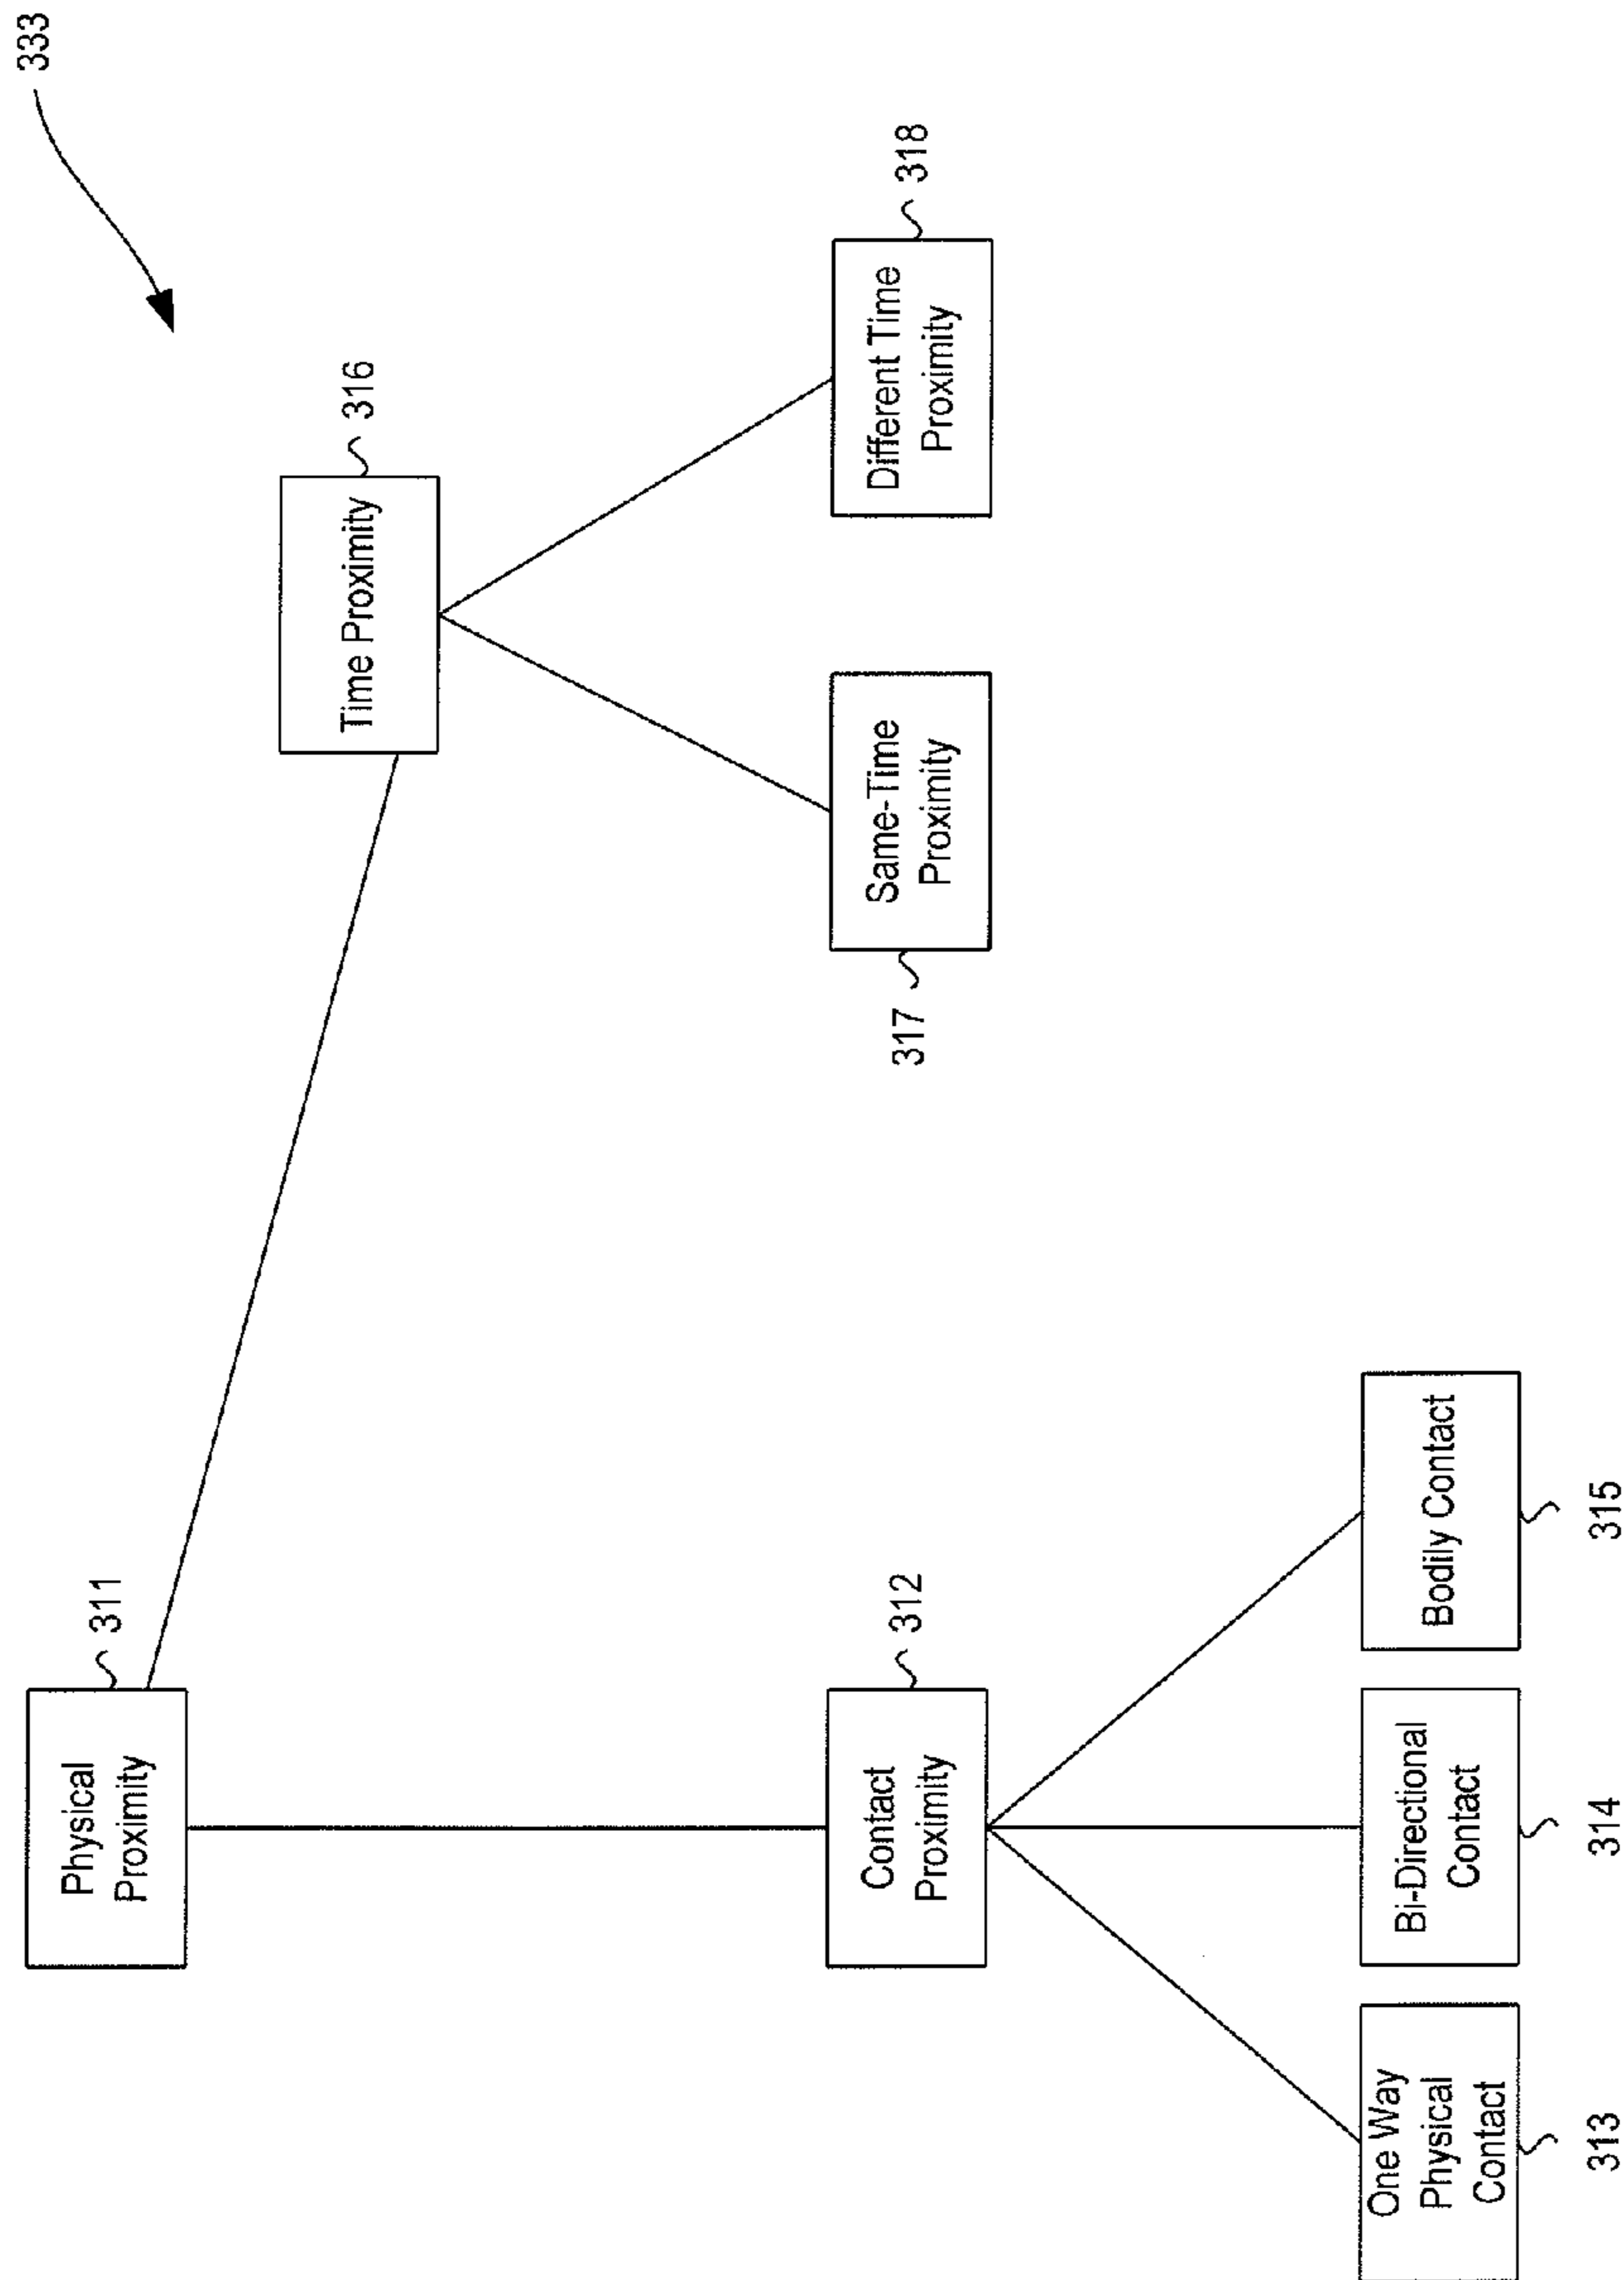 333
311
Physical
Proximity
316
Time Proximity
312
Contact
Proximity
317
Same-Time
Proximity
318
Different Time
Proximity
One Way
Physical
Contact
313
Bi-Directional
Contact
314
Bodily Contact
315